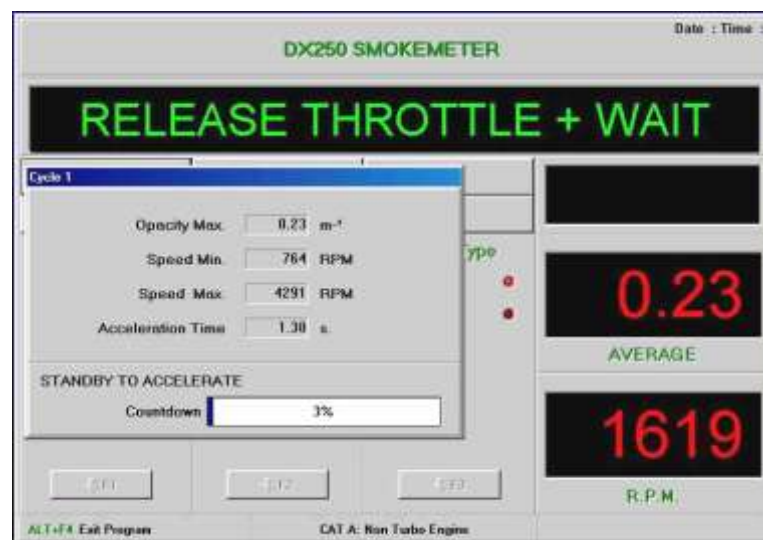 Date : Time :
DX250 SMOKEMETER
RELEASE THROTTLE + WAIT
Cycle 1
Opacity Max. 0.23 m-¹
Speed Min. 764 RPM
Type
Speed Max. 4291 RPM
0.23
Acceleration Time 1.30 s.
AVERAGE
STANDBY TO ACCELERATE
Countdown 3%
1619
R.P.M.
ALT+F4 Exit Program
CAT A: Non Turbo Engine